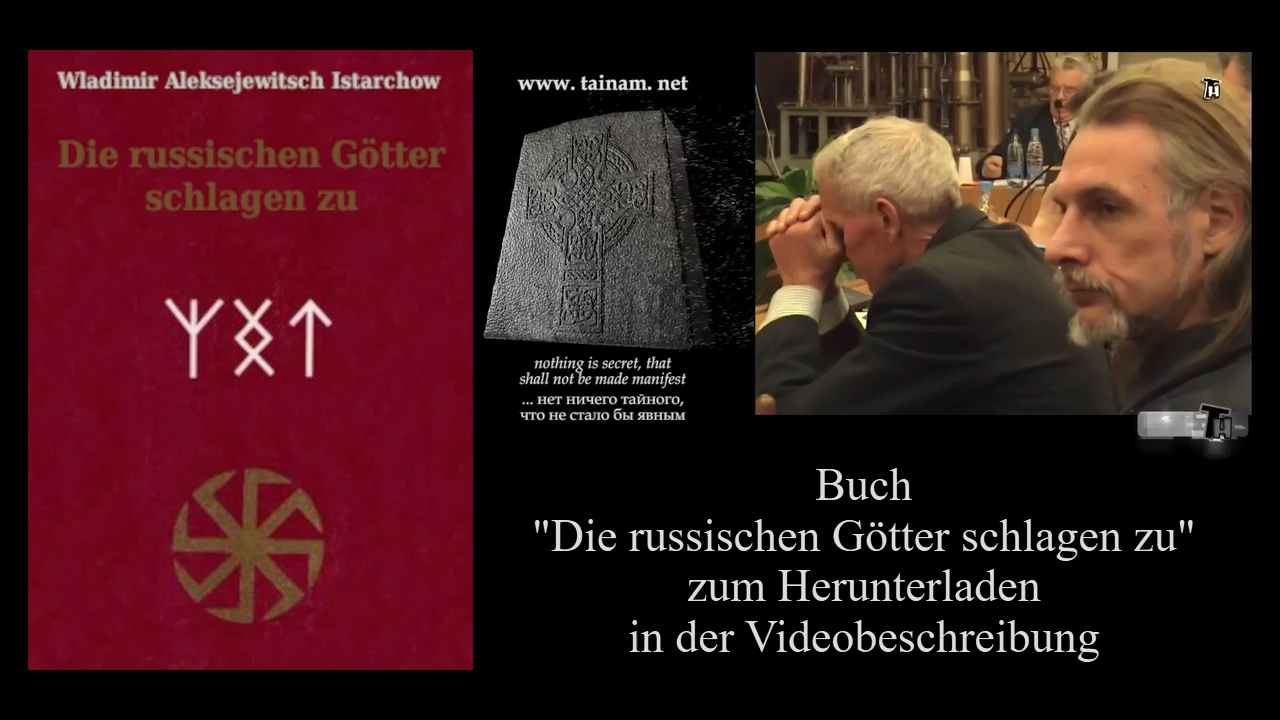 Wladimir Aleksejewitsch Istarchow
Die russischen Götter
schlagen zu
ᛉᛝᛏ
www. tainam. net
nothing is secret, that
shall not be made manifest
... нет ничего тайного,
что не стало бы явным
Buch
"Die russischen Götter schlagen zu"
zum Herunterladen
in der Videobeschreibung